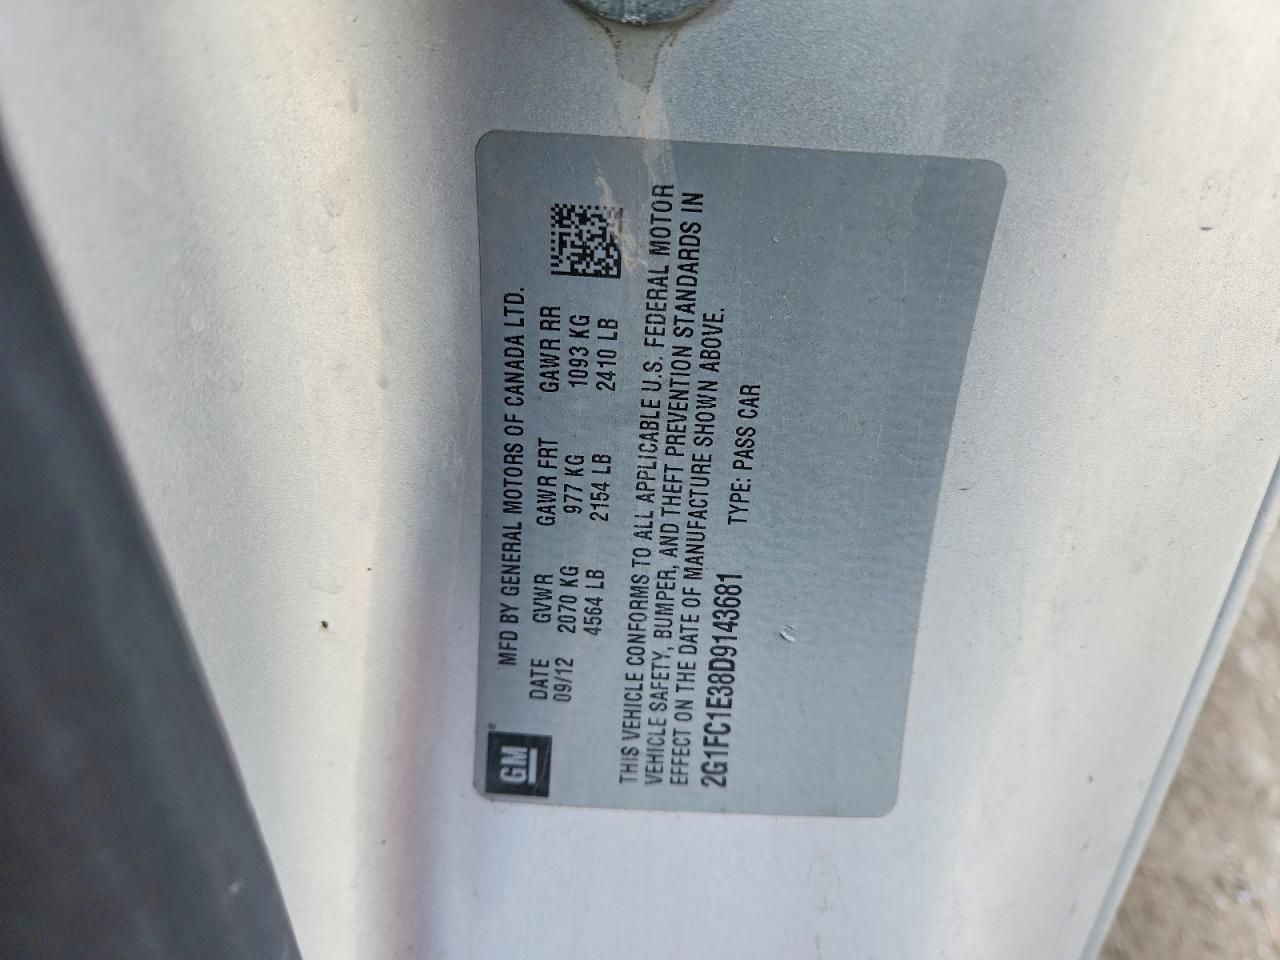 GM
MFD BY GENERAL MOTORS OF CANADA LTD.
DATE GVWR GAWR FRT GAWR RR
09/12 2070 KG 977 KG 1093 KG
4564 LB 2154 LB 2410 LB
THIS VEHICLE CONFORMS TO ALL APPLICABLE U.S. FEDERAL MOTOR
VEHICLE SAFETY, BUMPER, AND THEFT PREVENTION STANDARDS IN
EFFECT ON THE DATE OF MANUFACTURE SHOWN ABOVE.
2G1FC1E38D9143681 TYPE: PASS CAR